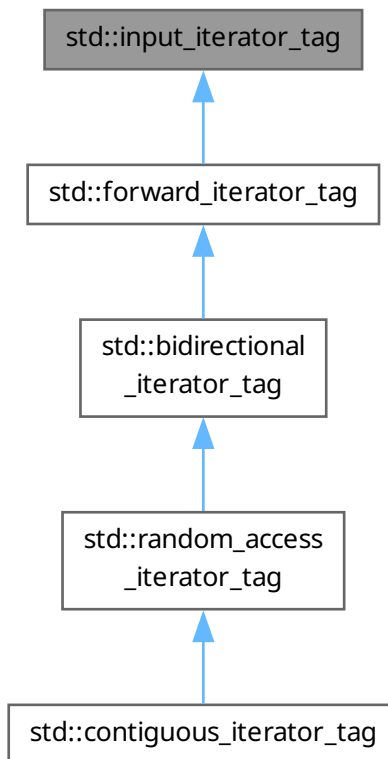 std::input_iterator_tag
std::forward_iterator_tag
std::bidirectional
_iterator_tag
std::random_access
_iterator_tag
std::contiguous_iterator_tag